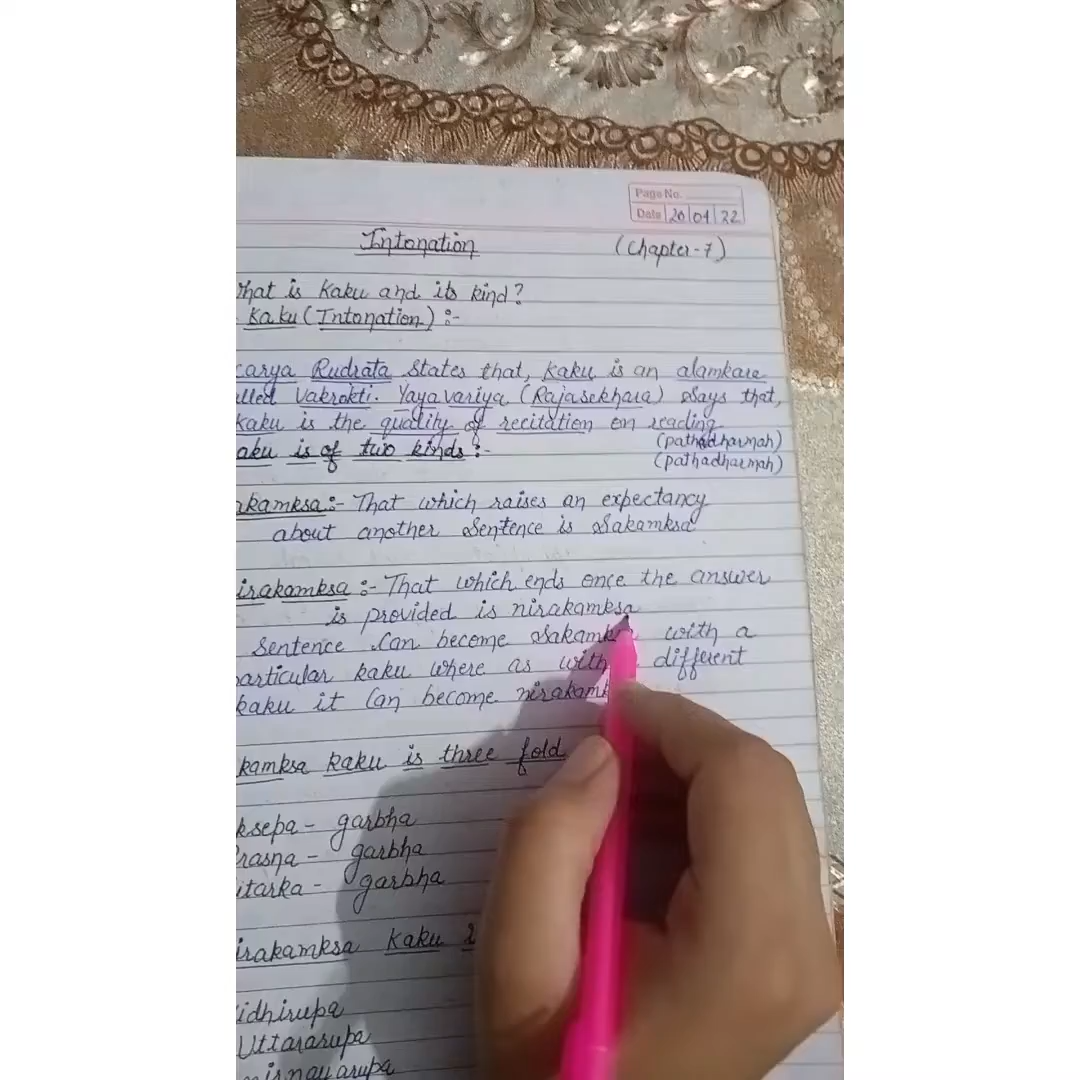 Page No.
Date 20 04 22
Intonation (Chapter-7)
hat is Kaku and its kind?
Kaku (Intonation) :-
carya Rudrata states that, kaku is an alamkare
lled Vakrokti. Yayavariya (Rajasekhara) says that,
kaku is the quality of recitation on reading
(pathadharmah)
aku is of two kinds :- (pathadharmah)
kamksa :- That which raises an expectancy
about another sentence is Sakamksa
irakamksa :- That which ends once the answer
is provided is nirakamksa
Sentence can become Sakamks with a
articular kaku where as with different
kaku it can become nirakamk
kamksa kaku is three fold
ksepa - garbha
rasna - garbha
itarka - garbha
irakamksa Kaku
idhirupa
Uttararupa
irnayarupa